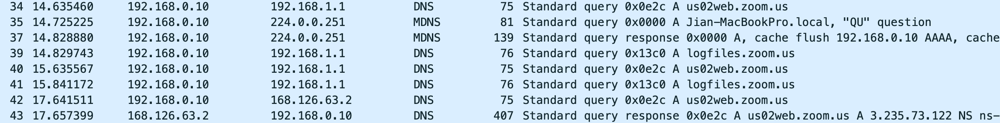 34 14.635460 192.168.0.10 192.168.1.1 DNS 75 Standard query 0x0e2c A us02web.zoom.us
35 14.725225 192.168.0.10 224.0.0.251 MDNS 81 Standard query 0x0000 A Jian-MacBookPro.local, "QU" question
37 14.828880 192.168.0.10 224.0.0.251 MDNS 139 Standard query response 0x0000 A, cache flush 192.168.0.10 AAAA, cache
39 14.829743 192.168.0.10 192.168.1.1 DNS 76 Standard query 0x13c0 A logfiles.zoom.us
40 15.635567 192.168.0.10 192.168.1.1 DNS 75 Standard query 0x0e2c A us02web.zoom.us
41 15.841172 192.168.0.10 192.168.1.1 DNS 76 Standard query 0x13c0 A logfiles.zoom.us
42 17.641511 192.168.0.10 168.126.63.2 DNS 75 Standard query 0x0e2c A us02web.zoom.us
43 17.657399 168.126.63.2 192.168.0.10 DNS 407 Standard query response 0x0e2c A us02web.zoom.us A 3.235.73.122 NS ns-